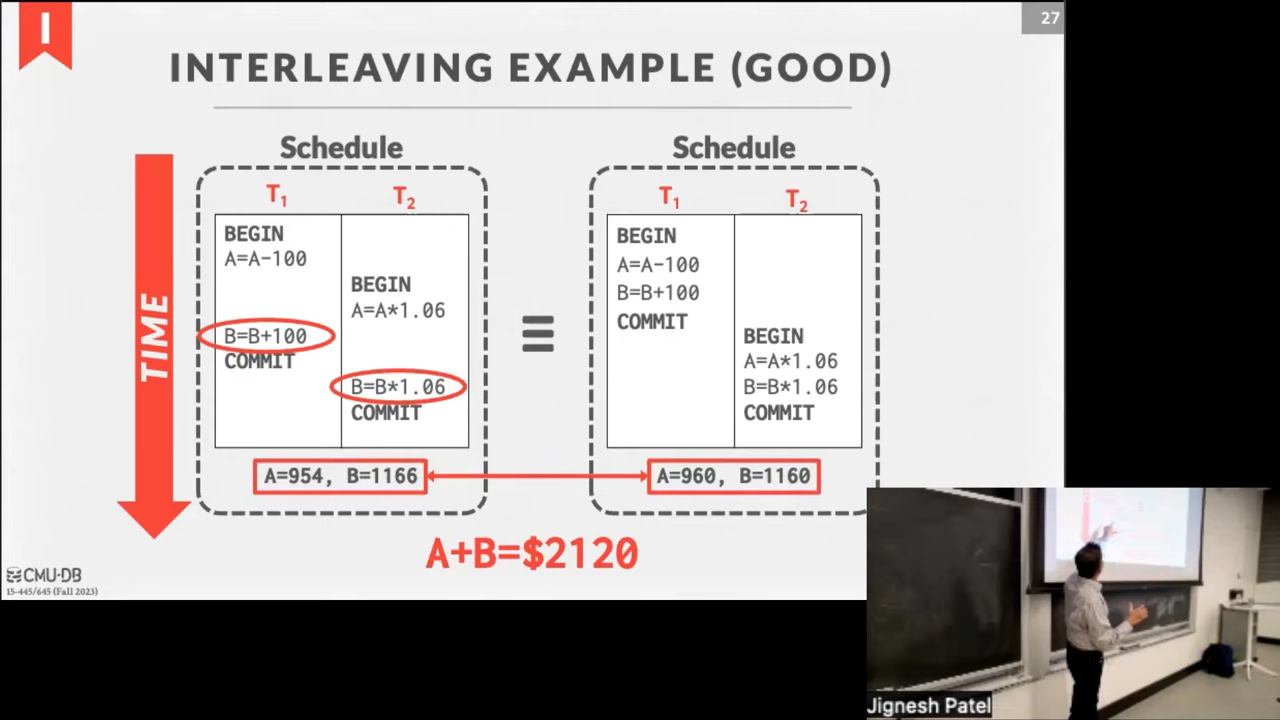 I
27
INTERLEAVING EXAMPLE (GOOD)
TIME
Schedule
T1 T2
BEGIN
A=A-100
BEGIN
A=A*1.06
B=B+100
COMMIT
B=B*1.06
COMMIT
A=954, B=1166
≡
Schedule
T1 T2
BEGIN
A=A-100
B=B+100
COMMIT
BEGIN
A=A*1.06
B=B*1.06
COMMIT
A=960, B=1160
A+B=$2120
CMU-DB
15-445/645 (Fall 2023)
Jignesh Patel